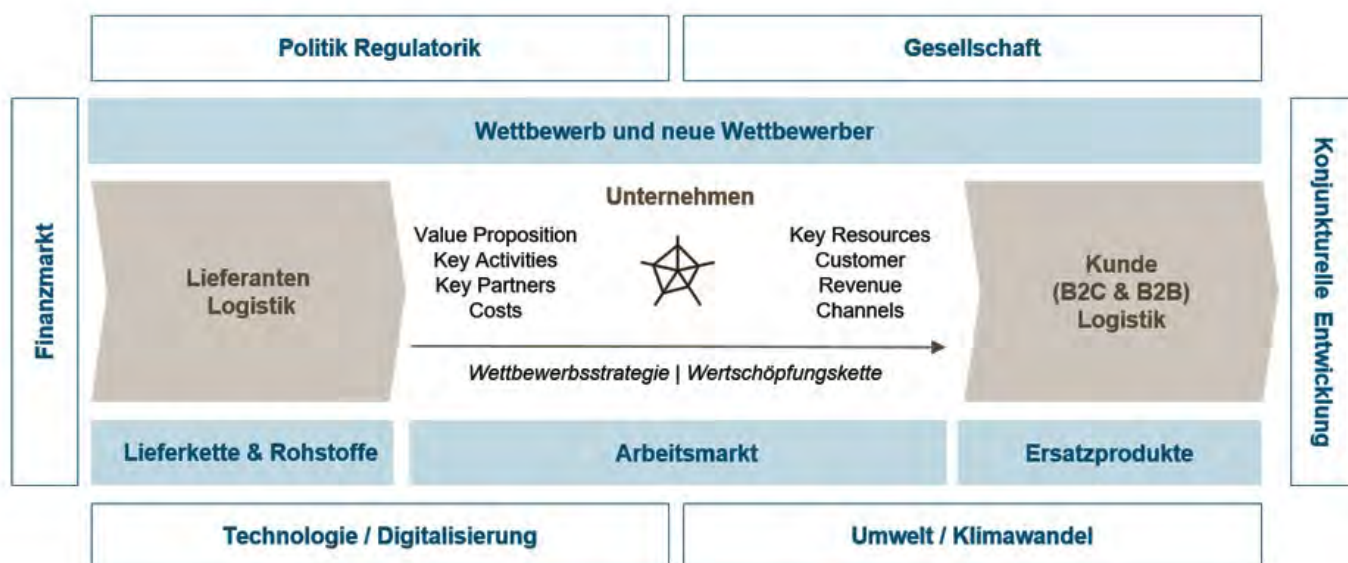 Politik Regulatorik
Gesellschaft
Finanzmarkt
Wettbewerb und neue Wettbewerber
Konjunkturelle Entwicklung
Lieferanten
Logistik
Unternehmen
Value Proposition
Key Activities
Key Partners
Costs
Key Resources
Customer
Revenue
Channels
Wettbewerbsstrategie | Wertschöpfungskette
Kunde
(B2C & B2B)
Logistik
Lieferkette & Rohstoffe
Arbeitsmarkt
Ersatzprodukte
Technologie / Digitalisierung
Umwelt / Klimawandel